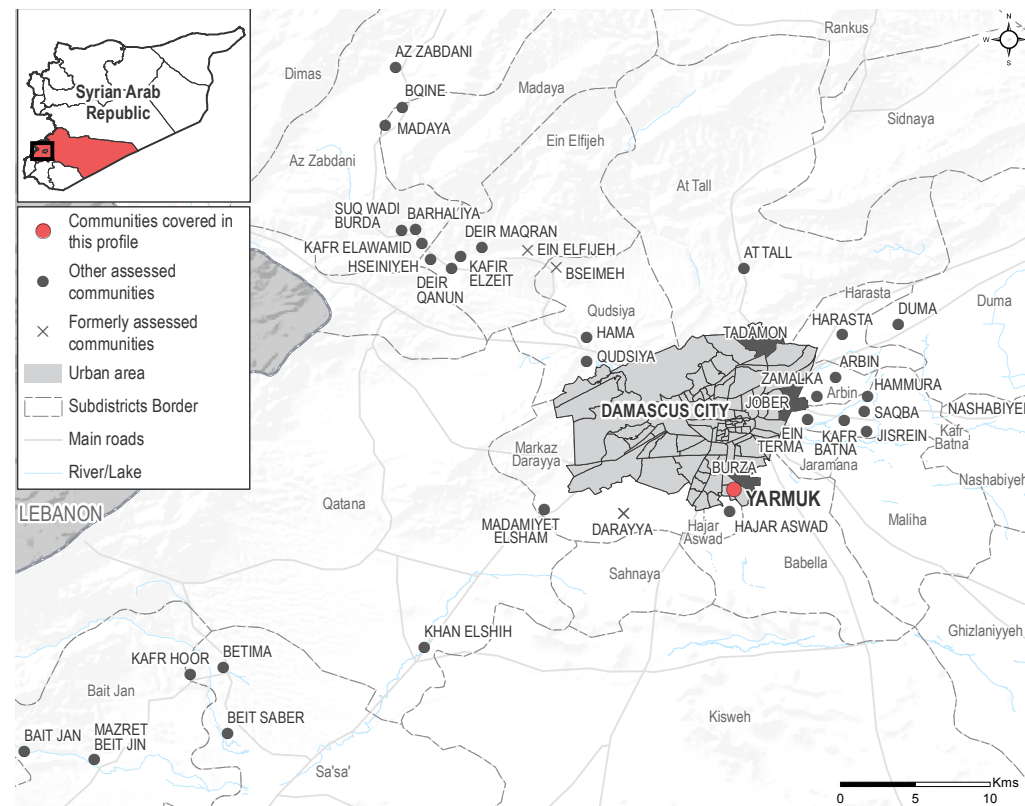 Syrian Arab
Republic
Communities covered in
this profile
Other assessed
communities
Formerly assessed
communities
Urban area
Subdistricts Border
Main roads
River/Lake
N
W
E
S
Rankus
AZ ZABDANI
Dimas
BQINE
Madaya
MADAYA
Sidnaya
Ein Elfijeh
Az Zabdani
At Tall
SUQ WADI
BURDA
BARHALIYA
DEIR MAQRAN
KAFR ELAWAMID
EIN ELFIJEH
HSEINIYEH
KAFIR
ELZEIT
BSEIMEH
DEIR
QANUN
AT TALL
Harasta
Duma
Qudsiya
DUMA
HARASTA
HAMA
TADAMON
QUDSIYA
ARBIN
ZAMALKA
Arbin
HAMMURA
JOBER
DAMASCUS CITY
SAQBA
NASHABIYEH
EIN
TERMA
KAFR
BATNA
JISREIN
Kafr
Batna
Markaz
Darayya
Jaramana
BURZA
Nashabiyeh
Qatana
YARMUK
LEBANON
MADAMIYET
ELSHAM
DARAYYA
Hajar
Aswad
HAJAR ASWAD
Maliha
Babella
Sahnaya
KHAN ELSHIH
Ghizlaniyyeh
KAFR HOOR
BETIMA
Bait Jan
BEIT SABER
Kisweh
BAIT JAN
MAZRET
BEIT JIN
Sa'sa'
Kms
0
5
10